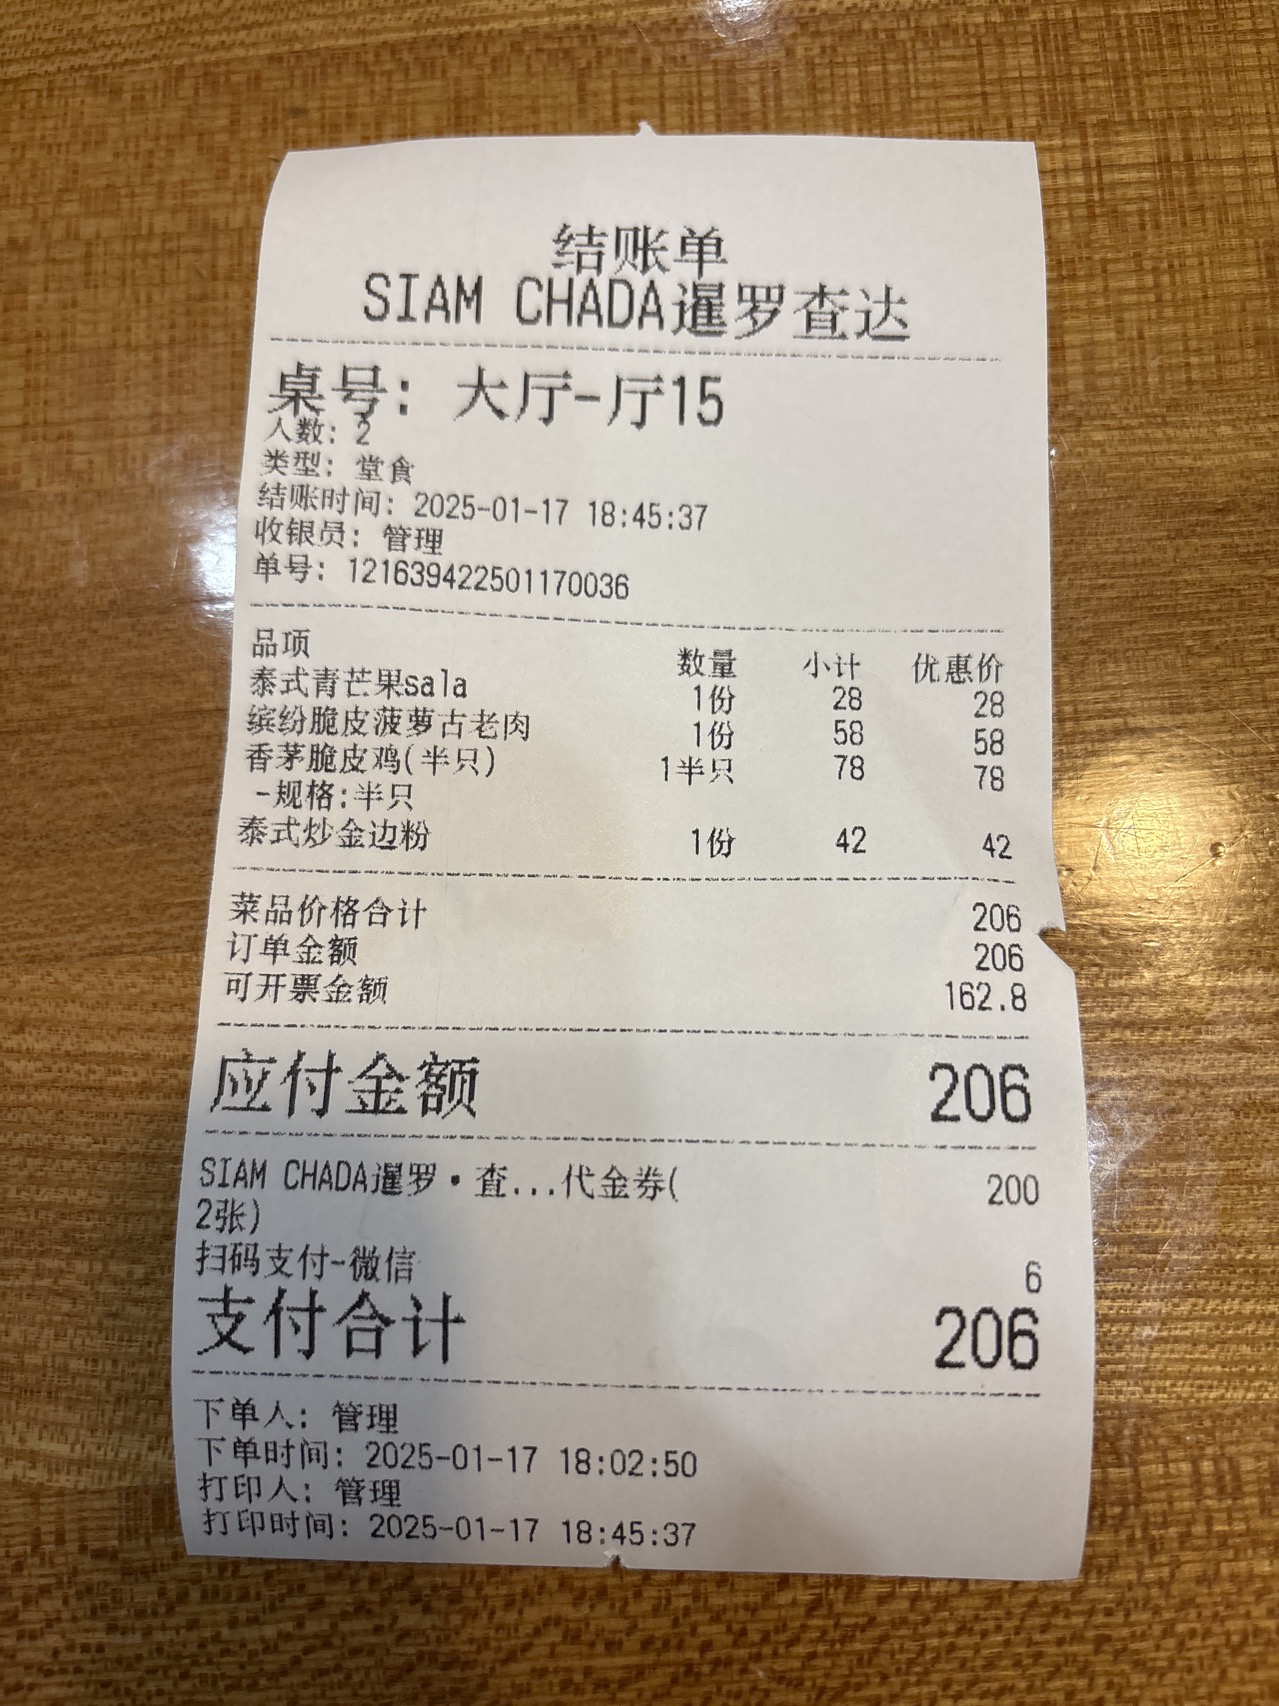 结账单
SIAM CHADA暹罗查达
桌号: 大厅-厅15
人数: 2
类型: 堂食
结账时间: 2025-01-17 18:45:37
收银员: 管理
单号: 121639422501170036
品项 数量 小计 优惠价
泰式青芒果sala 1份 28 28
缤纷脆皮菠萝古老肉 1份 58 58
香茅脆皮鸡(半只) 1半只 78 78
-规格:半只
泰式炒金边粉 1份 42 42
菜品价格合计 206
订单金额 206
可开票金额 162.8
应付金额 206
SIAM CHADA暹罗·查...代金券( 200
2张)
扫码支付-微信 6
支付合计 206
下单人: 管理
下单时间: 2025-01-17 18:02:50
打印人: 管理
打印时间: 2025-01-17 18:45:37